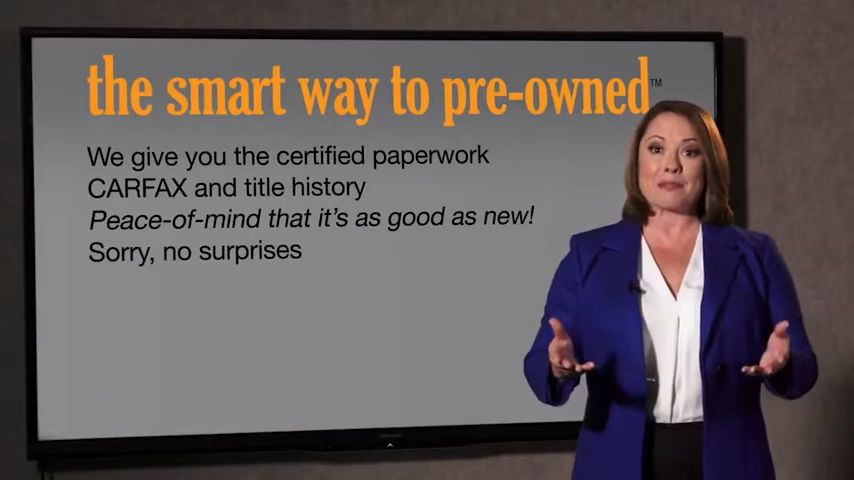 the smart way to pre-owned™
We give you the certified paperwork
CARFAX and title history
Peace-of-mind that it's as good as new!
Sorry, no surprises